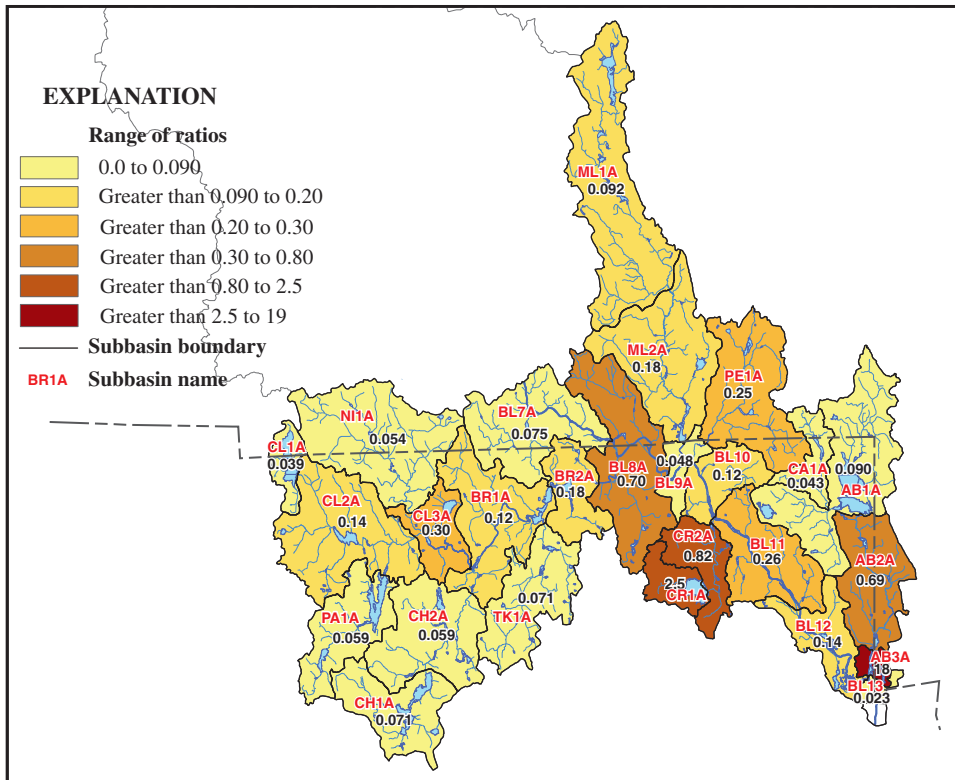 EXPLANATION
Range of ratios
0.0 to 0.090
Greater than 0.090 to 0.20
Greater than 0.20 to 0.30
Greater than 0.30 to 0.80
Greater than 0.80 to 2.5
Greater than 2.5 to 19
Subbasin boundary
BR1A Subbasin name
ML1A
0.092
ML2A
0.18
PE1A
0.25
NI1A
0.054
BL7A
0.075
CL1A
0.039
BL8A
0.70
0.048
BL9A
BL10
0.12
CA1A
0.043
0.090
AB1A
CL2A
0.14
CL3A
0.30
BR1A
0.12
BR2A
0.18
CR2A
0.82
2.5
CR1A
BL11
0.26
AB2A
0.69
PA1A
0.059
CH2A
0.059
TK1A
0.071
BL12
0.14
AB3A
18
BL13
0.023
CH1A
0.071